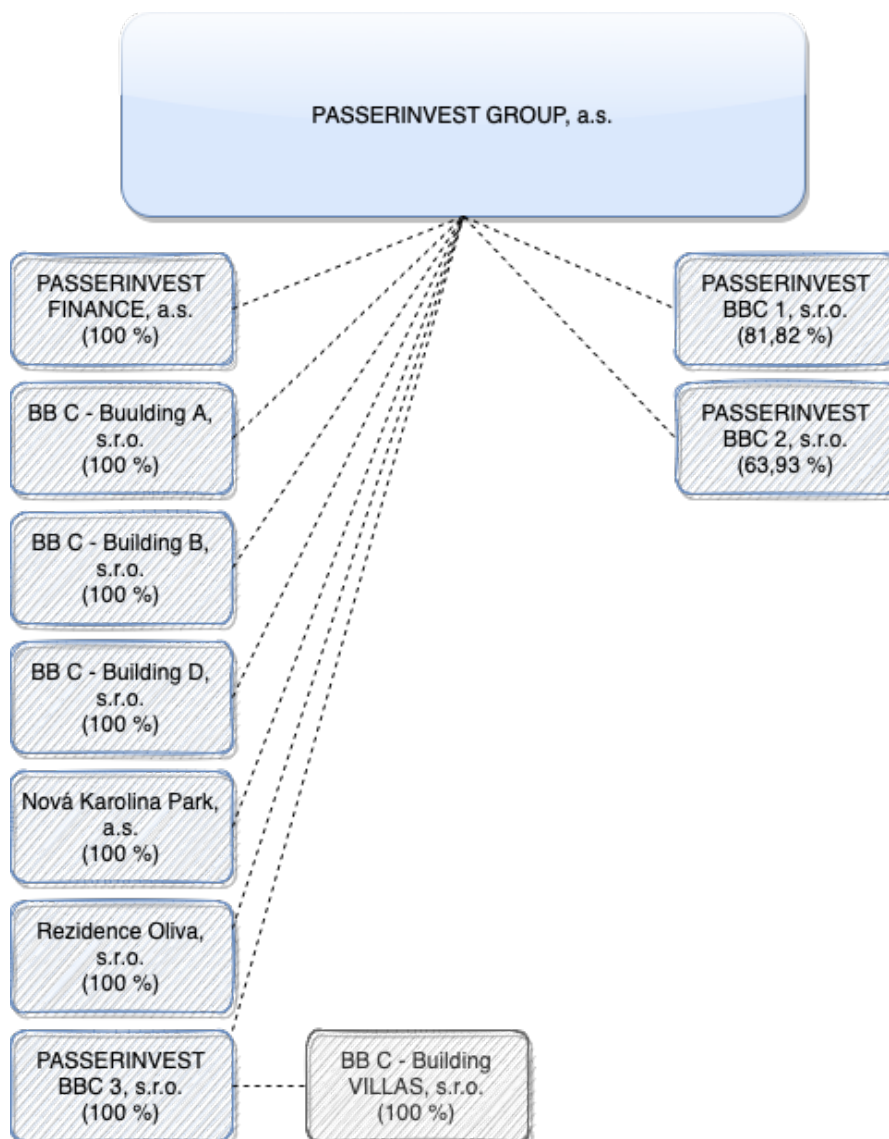 PASSERINVEST GROUP, a.s.
PASSERINVEST
FINANCE, a.s.
(100 %)
PASSERINVEST
BBC 1, s.r.o.
(81,82 %)
BB C - Buulding A,
s.r.o.
(100 %)
PASSERINVEST
BBC 2, s.r.o.
(63,93 %)
BB C - Building B,
s.r.o.
(100 %)
BB C - Building D,
s.r.o.
(100 %)
Nová Karolina Park,
a.s.
(100 %)
Rezidence Oliva,
s.r.o.
(100 %)
PASSERINVEST
BBC 3, s.r.o.
(100 %)
BB C - Building
VILLAS, s.r.o.
(100 %)